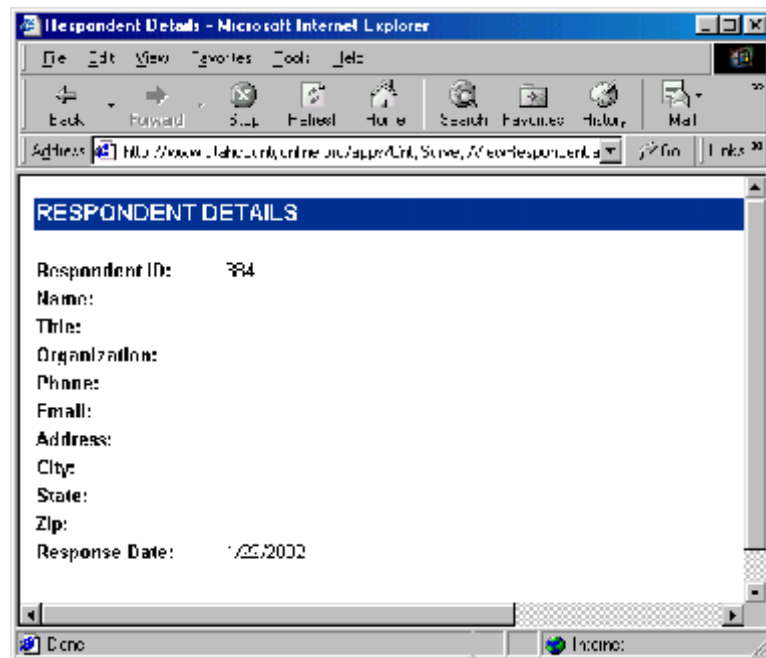 Respondent Details - Microsoft Internet Explorer
File Edit View Favorites Tools Help
Back Forward Stop Refresh Home Search Favorites History Mail
Address Go Links
RESPONDENT DETAILS
Respondent ID: 384
Name:
Title:
Organization:
Phone:
Email:
Address:
City:
State:
Zip:
Response Date:
Done Internet